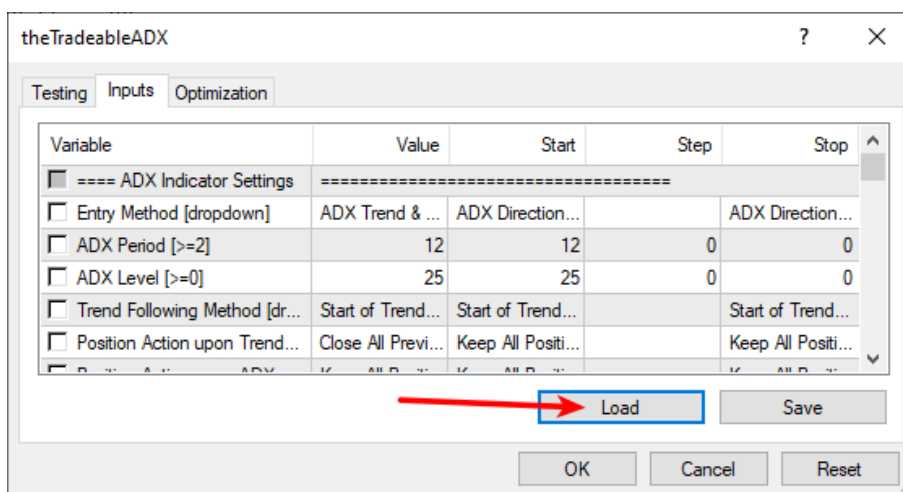 theTradeableADX ?
Testing Inputs Optimization
Variable Value Start Step Stop
==== ADX Indicator Settings ====================================
Entry Method [dropdown] ADX Trend & ... ADX Direction... ADX Direction...
ADX Period [>=2] 12 12 0 0
ADX Level [>=0] 25 25 0 0
Trend Following Method [dr... Start of Trend... Start of Trend... Start of Trend...
Position Action upon Trend... Close All Previ... Keep All Positi... Keep All Positi...
Load Save
OK Cancel Reset